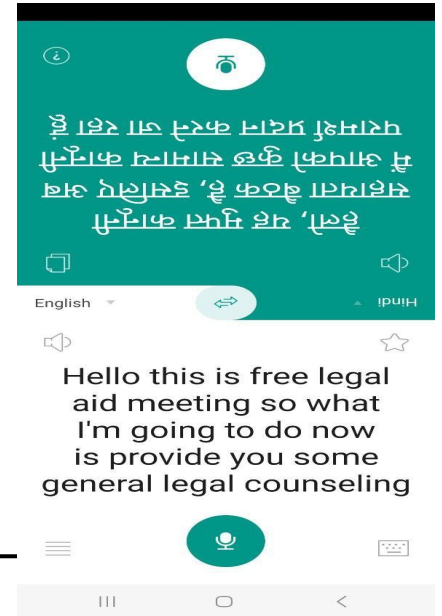 हैलो, यह मुफ्त कानूनी
सहायता बैठक है, इसलिए अब
मैं आपको कुछ सामान्य कानूनी
परामर्श प्रदान करने जा रहा हूं
English
Hindi
Hello this is free legal
aid meeting so what
I'm going to do now
is provide you some
general legal counseling